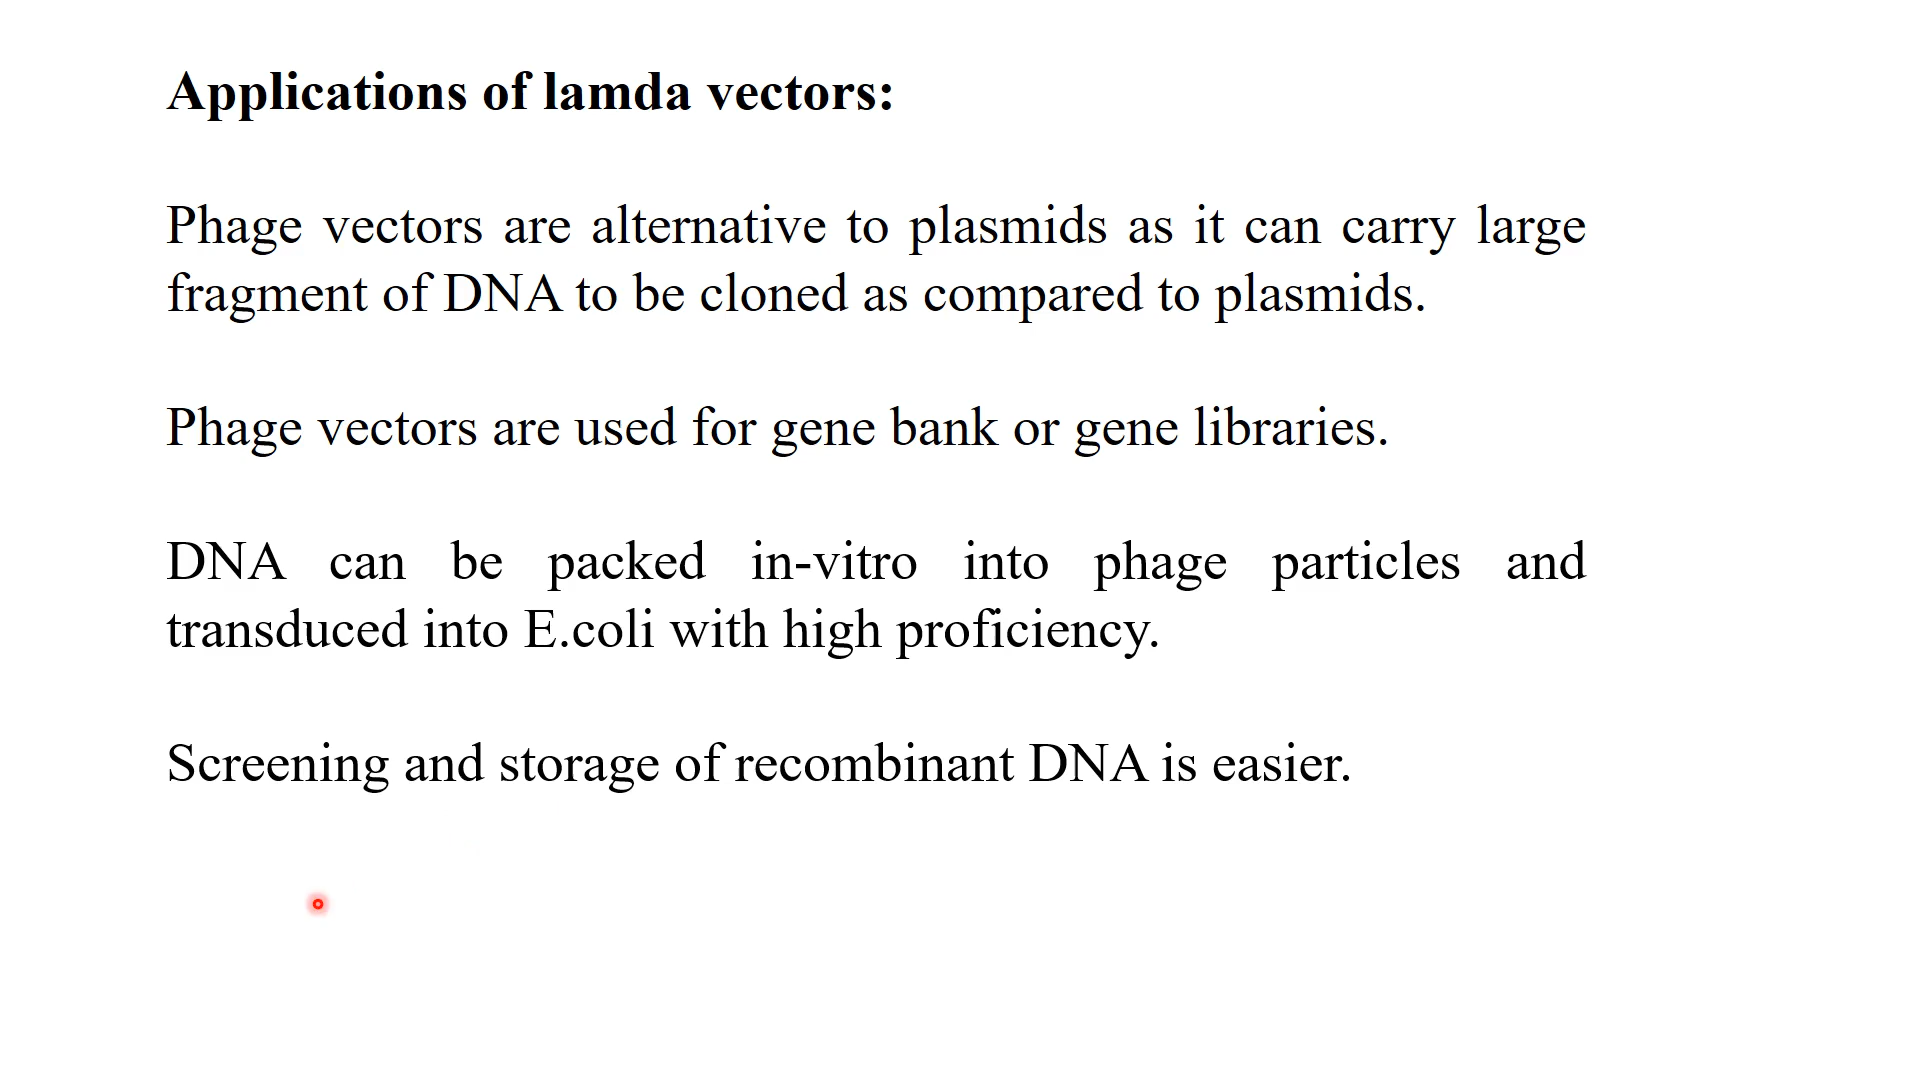 Applications of lamda vectors:
Phage vectors are alternative to plasmids as it can carry large
fragment of DNA to be cloned as compared to plasmids.
Phage vectors are used for gene bank or gene libraries.
DNA can be packed in-vitro into phage particles and
transduced into E.coli with high proficiency.
Screening and storage of recombinant DNA is easier.